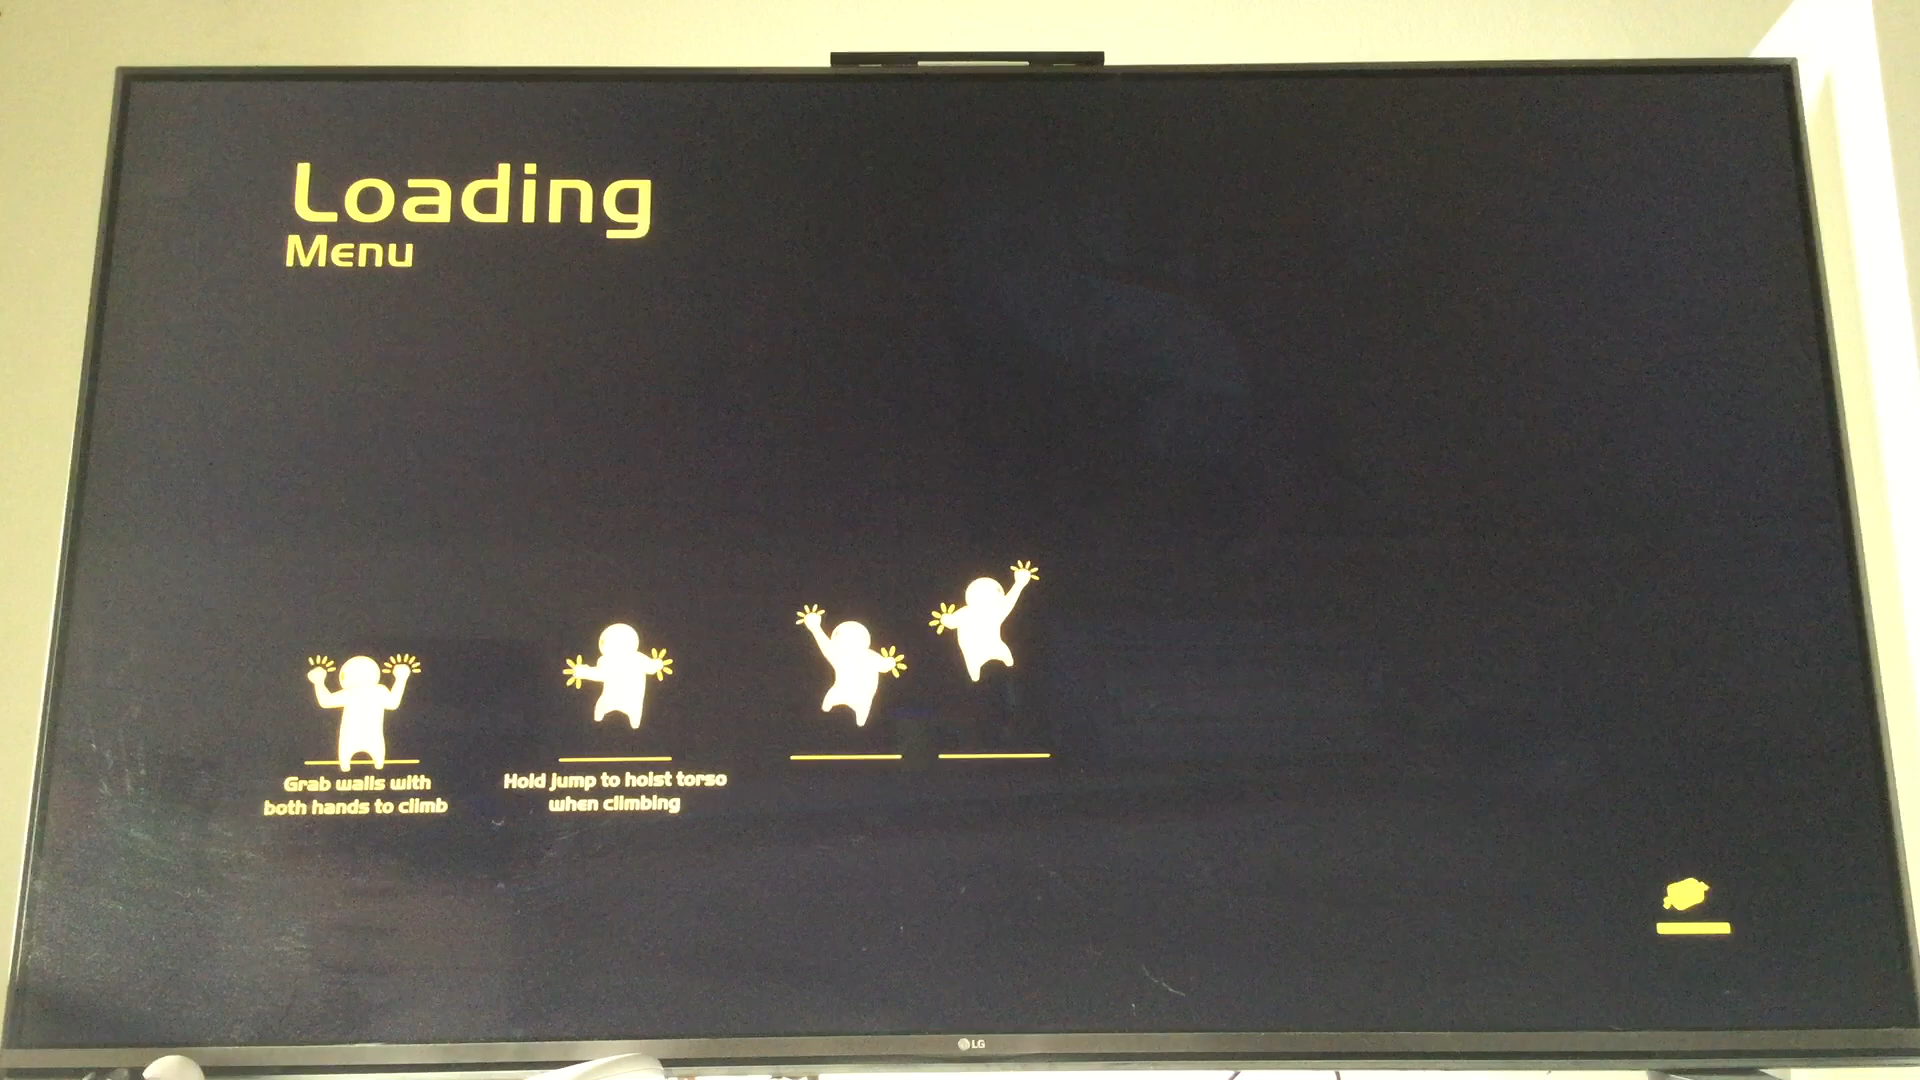 Loading
Menu
Grab walls with
both hands to climb
Hold jump to hoist torso
when climbing
LG